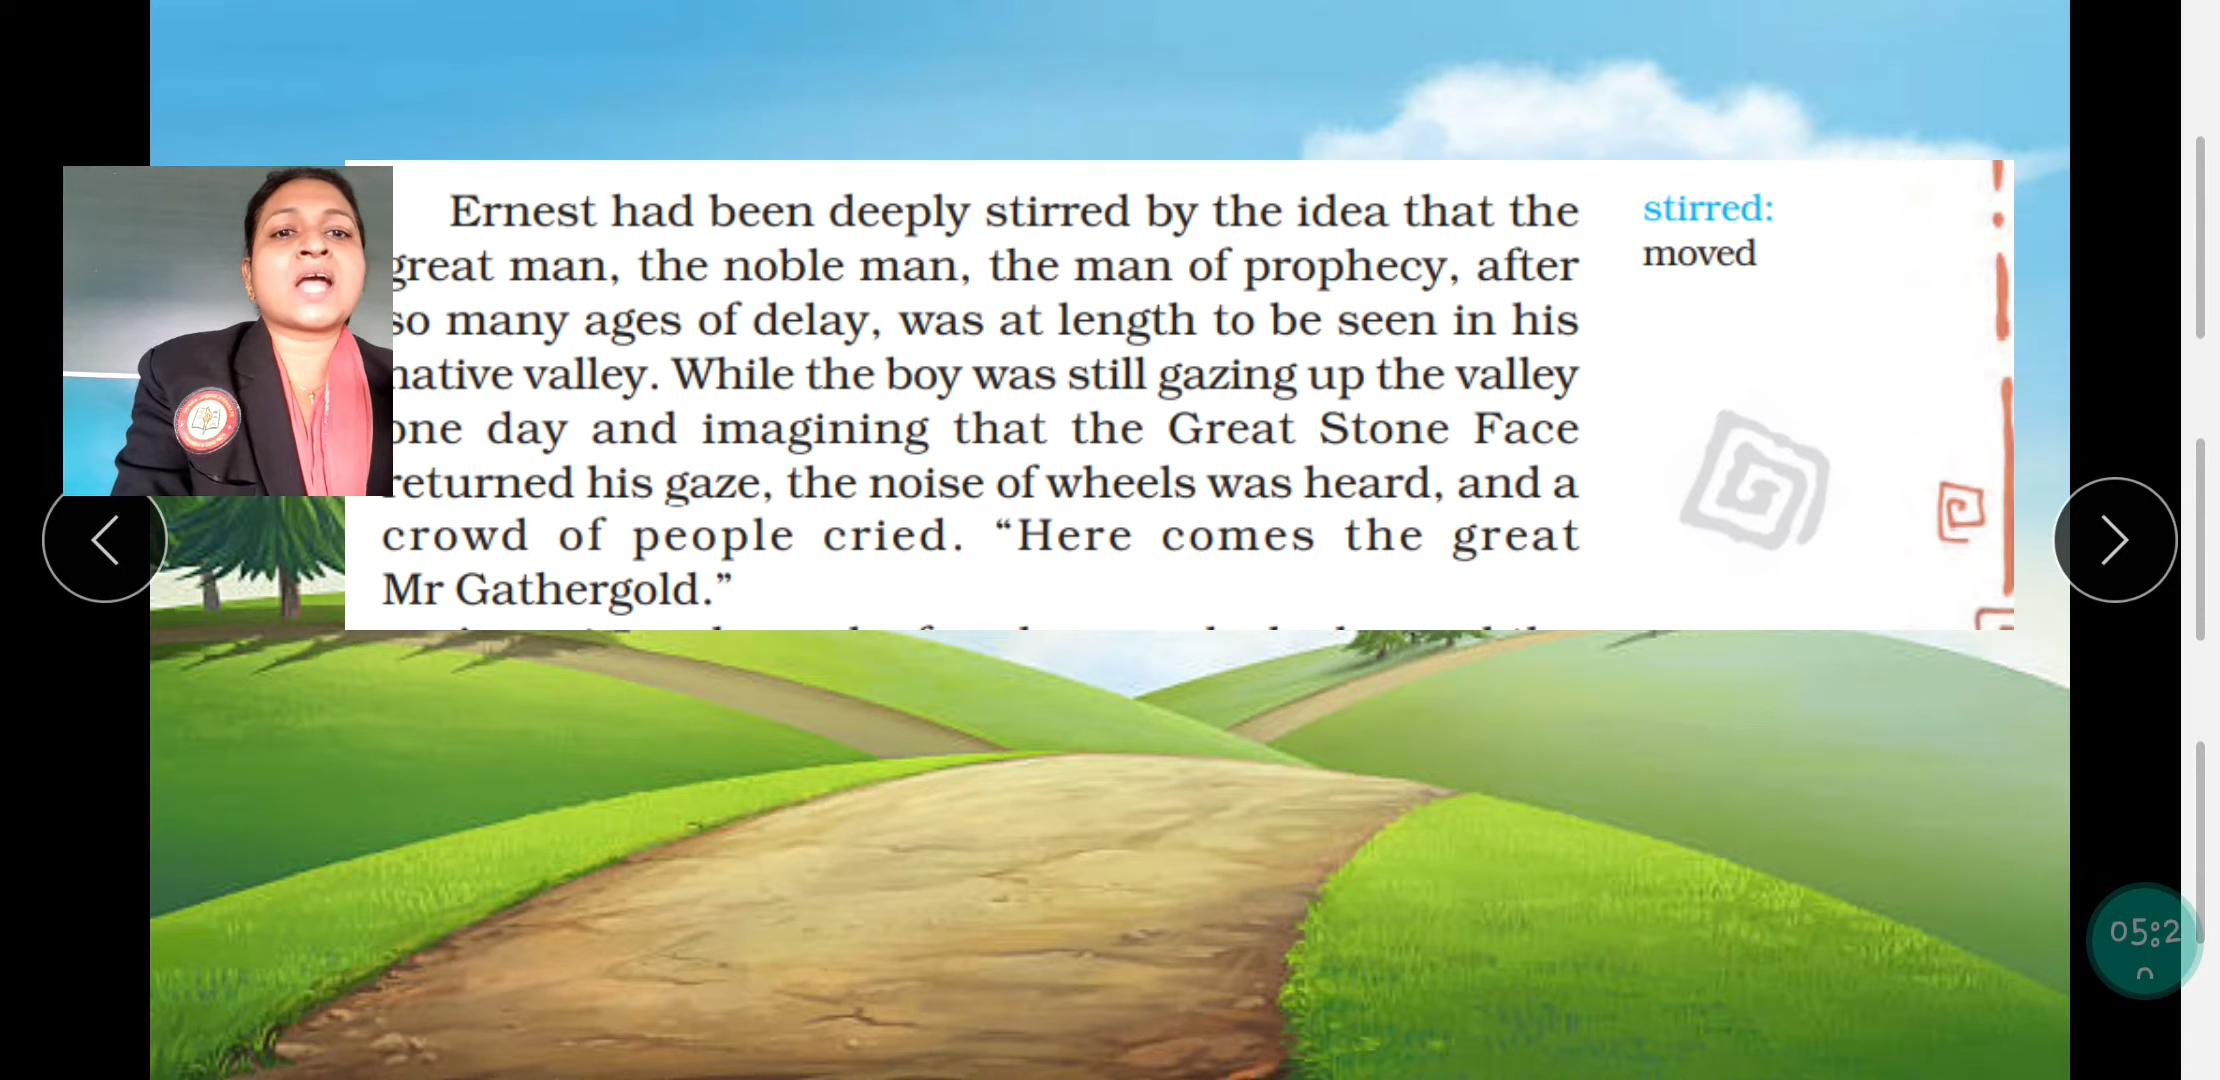 Ernest had been deeply stirred by the idea that the
great man, the noble man, the man of prophecy, after
so many ages of delay, was at length to be seen in his
native valley. While the boy was still gazing up the valley
one day and imagining that the Great Stone Face
returned his gaze, the noise of wheels was heard, and a
crowd of people cried. “Here comes the great
Mr Gathergold.”
stirred:
moved
05:2